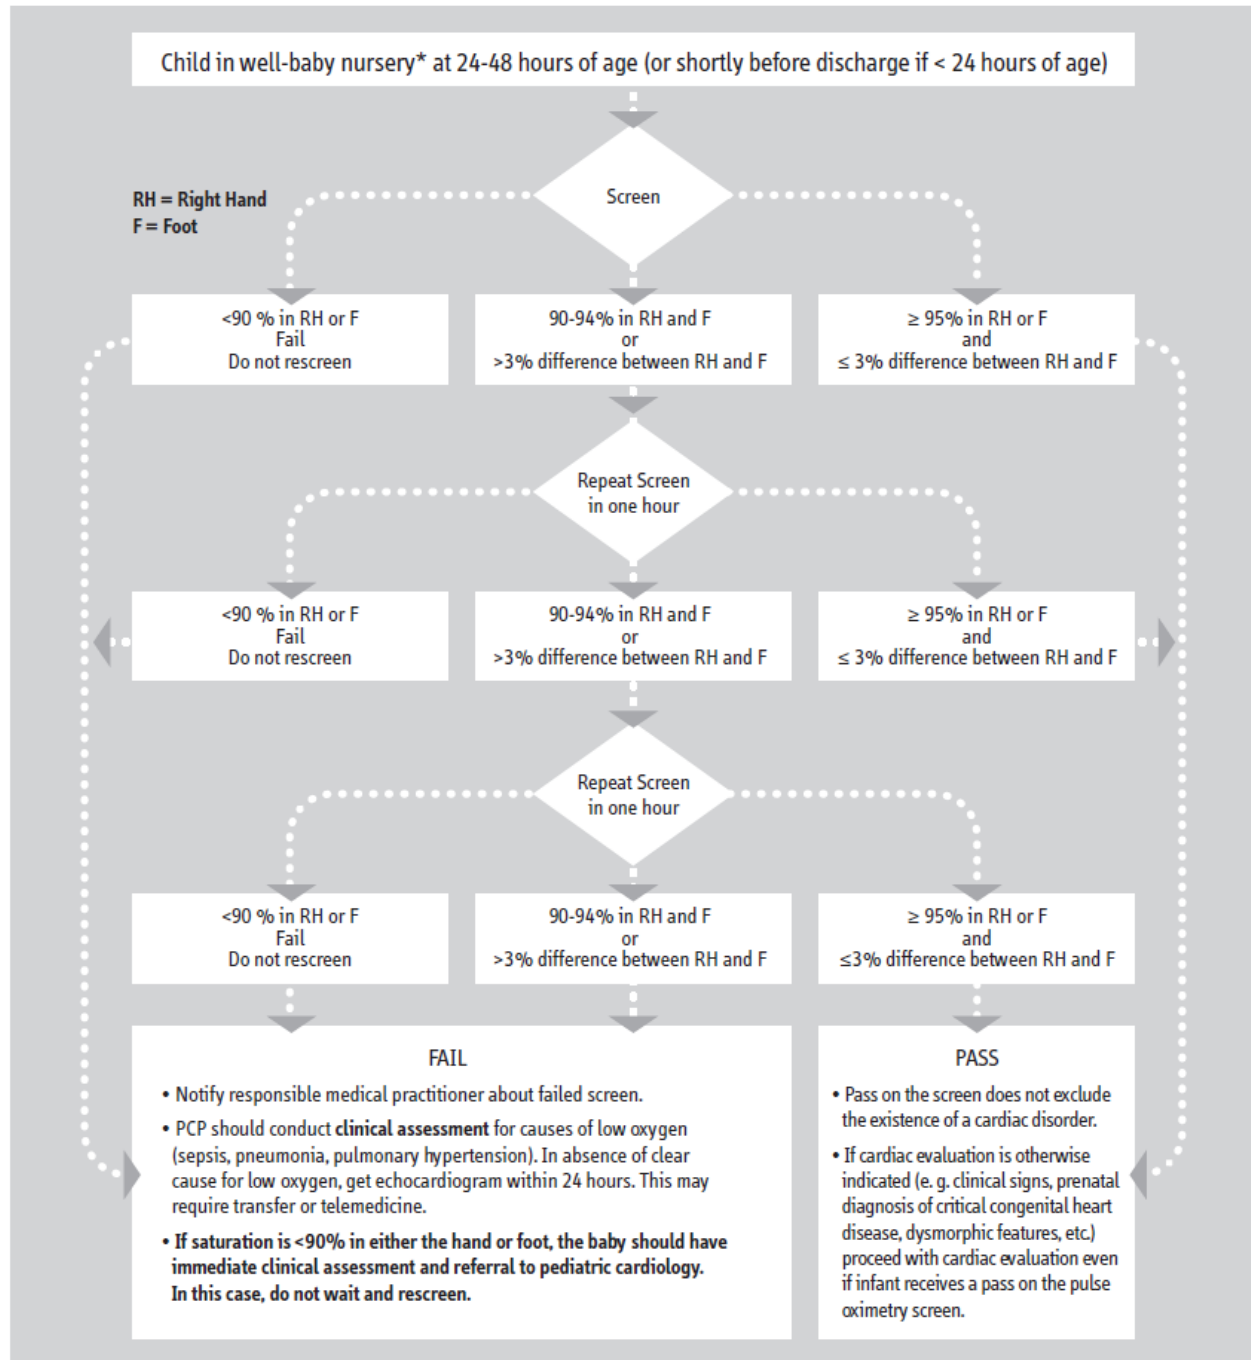 Child in well-baby nursery* at 24-48 hours of age (or shortly before discharge if < 24 hours of age)
Screen
RH = Right Hand
F = Foot
<90 % in RH or F
Fail
Do not rescreen
90-94% in RH and F
or
>3% difference between RH and F
≥ 95% in RH or F
and
≤ 3% difference between RH and F
Repeat Screen
in one hour
<90 % in RH or F
Fail
Do not rescreen
90-94% in RH and F
or
>3% difference between RH and F
≥ 95% in RH or F
and
≤ 3% difference between RH and F
Repeat Screen
in one hour
<90 % in RH or F
Fail
Do not rescreen
90-94% in RH and F
or
>3% difference between RH and F
≥ 95% in RH or F
and
≤3% difference between RH and F
FAIL
• Notify responsible medical practitioner about failed screen.
• PCP should conduct clinical assessment for causes of low oxygen
(sepsis, pneumonia, pulmonary hypertension). In absence of clear
cause for low oxygen, get echocardiogram within 24 hours. This may
require transfer or telemedicine.
• If saturation is <90% in either the hand or foot, the baby should have
immediate clinical assessment and referral to pediatric cardiology.
In this case, do not wait and rescreen.
PASS
• Pass on the screen does not exclude
the existence of a cardiac disorder.
• If cardiac evaluation is otherwise
indicated (e. g. clinical signs, prenatal
diagnosis of critical congenital heart
disease, dysmorphic features, etc.)
proceed with cardiac evaluation even
if infant receives a pass on the pulse
oximetry screen.